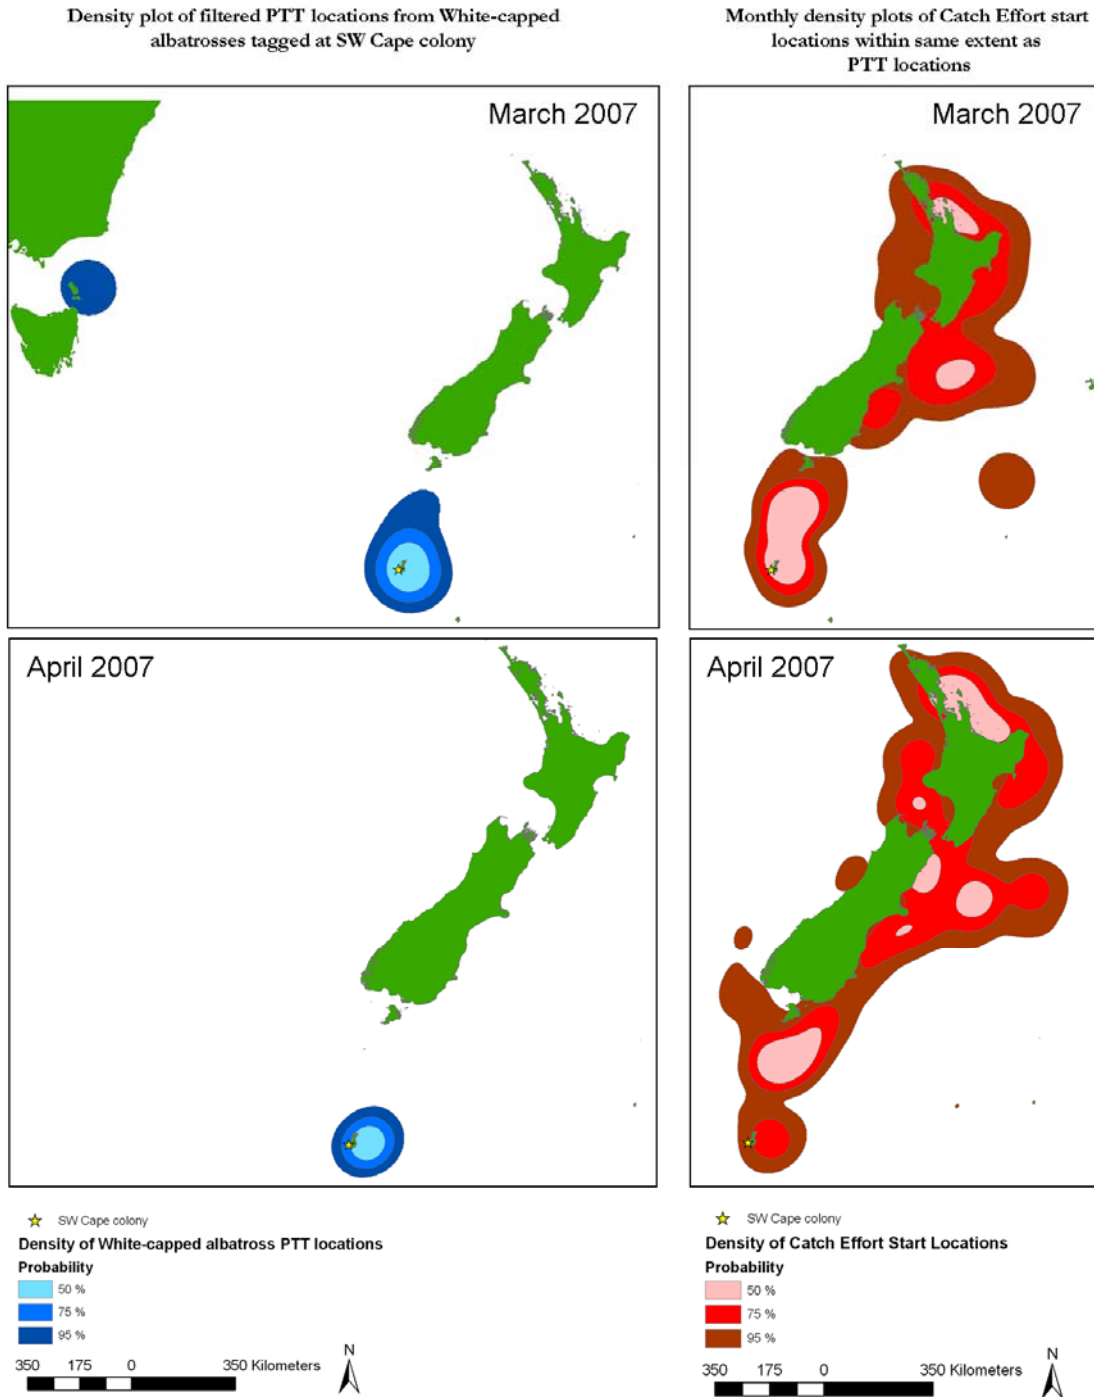 Density plot of filtered PTT locations from White-capped
albatrosses tagged at SW Cape colony
Monthly density plots of Catch Effort start
locations within same extent as
PTT locations
March 2007
March 2007
April 2007
April 2007
SW Cape colony
Density of White-capped albatross PTT locations
Probability
50 %
75 %
95 %
350 175 0 350 Kilometers
N
SW Cape colony
Density of Catch Effort Start Locations
Probability
50 %
75 %
95 %
350 175 0 350 Kilometers
N